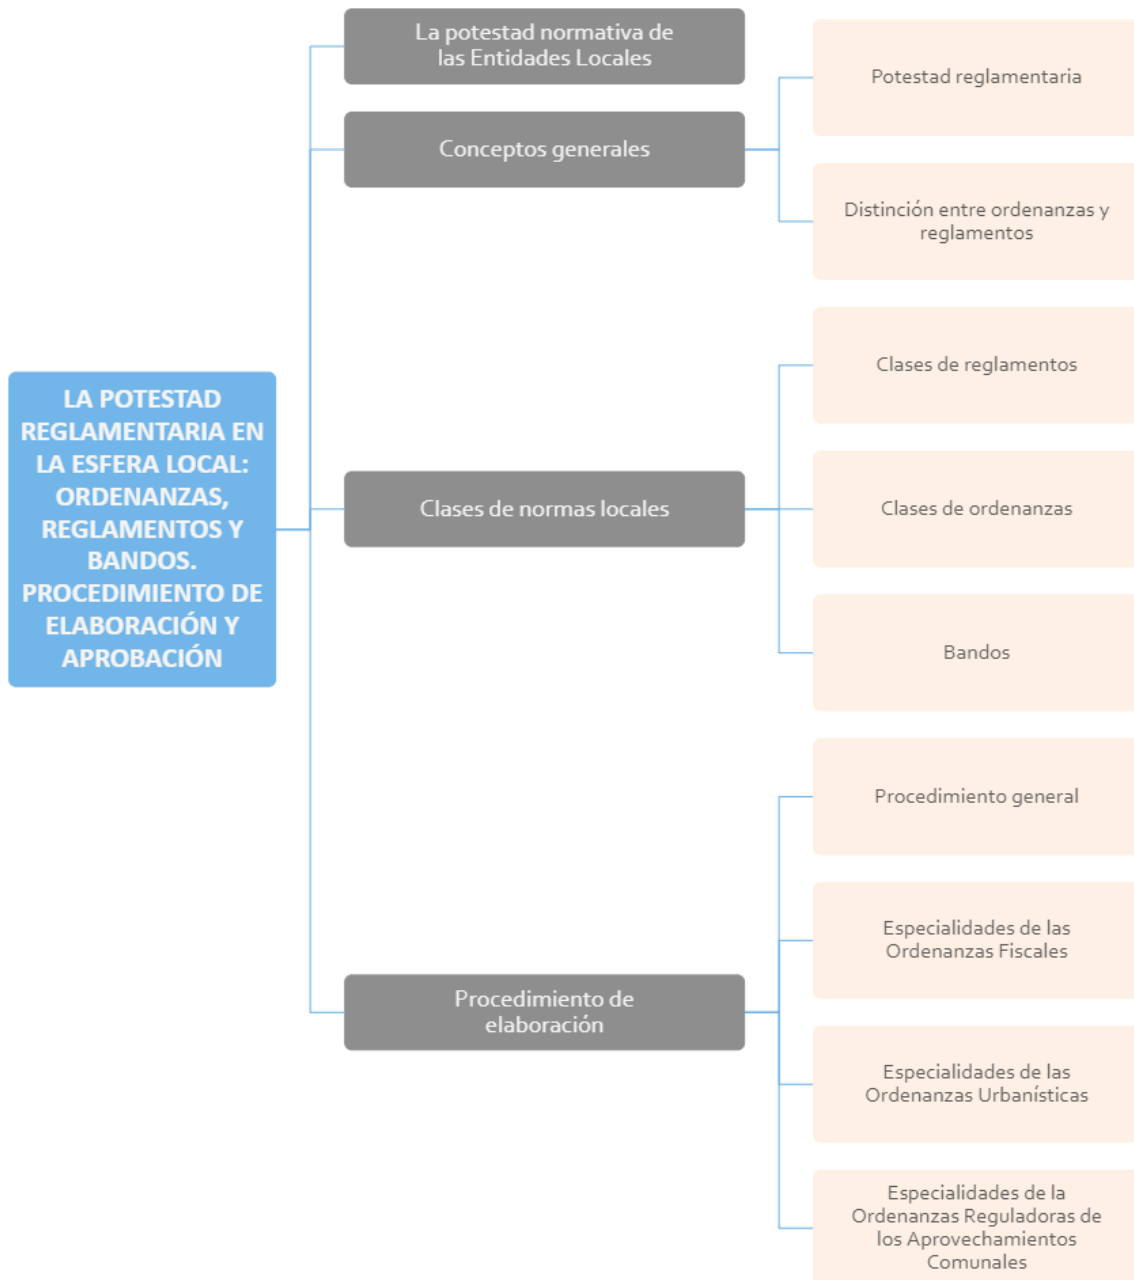 LA POTESTAD
REGLAMENTARIA EN
LA ESFERA LOCAL:
ORDENANZAS,
REGLAMENTOS Y
BANDOS.
PROCEDIMIENTO DE
ELABORACIÓN Y
APROBACIÓN
La potestad normativa de
las Entidades Locales
Conceptos generales
Potestad reglamentaria
Distinción entre ordenanzas y
reglamentos
Clases de normas locales
Clases de reglamentos
Clases de ordenanzas
Bandos
Procedimiento de
elaboración
Procedimiento general
Especialidades de las
Ordenanzas Fiscales
Especialidades de las
Ordenanzas Urbanísticas
Especialidades de la
Ordenanzas Reguladoras de
los Aprovechamientos
Comunales